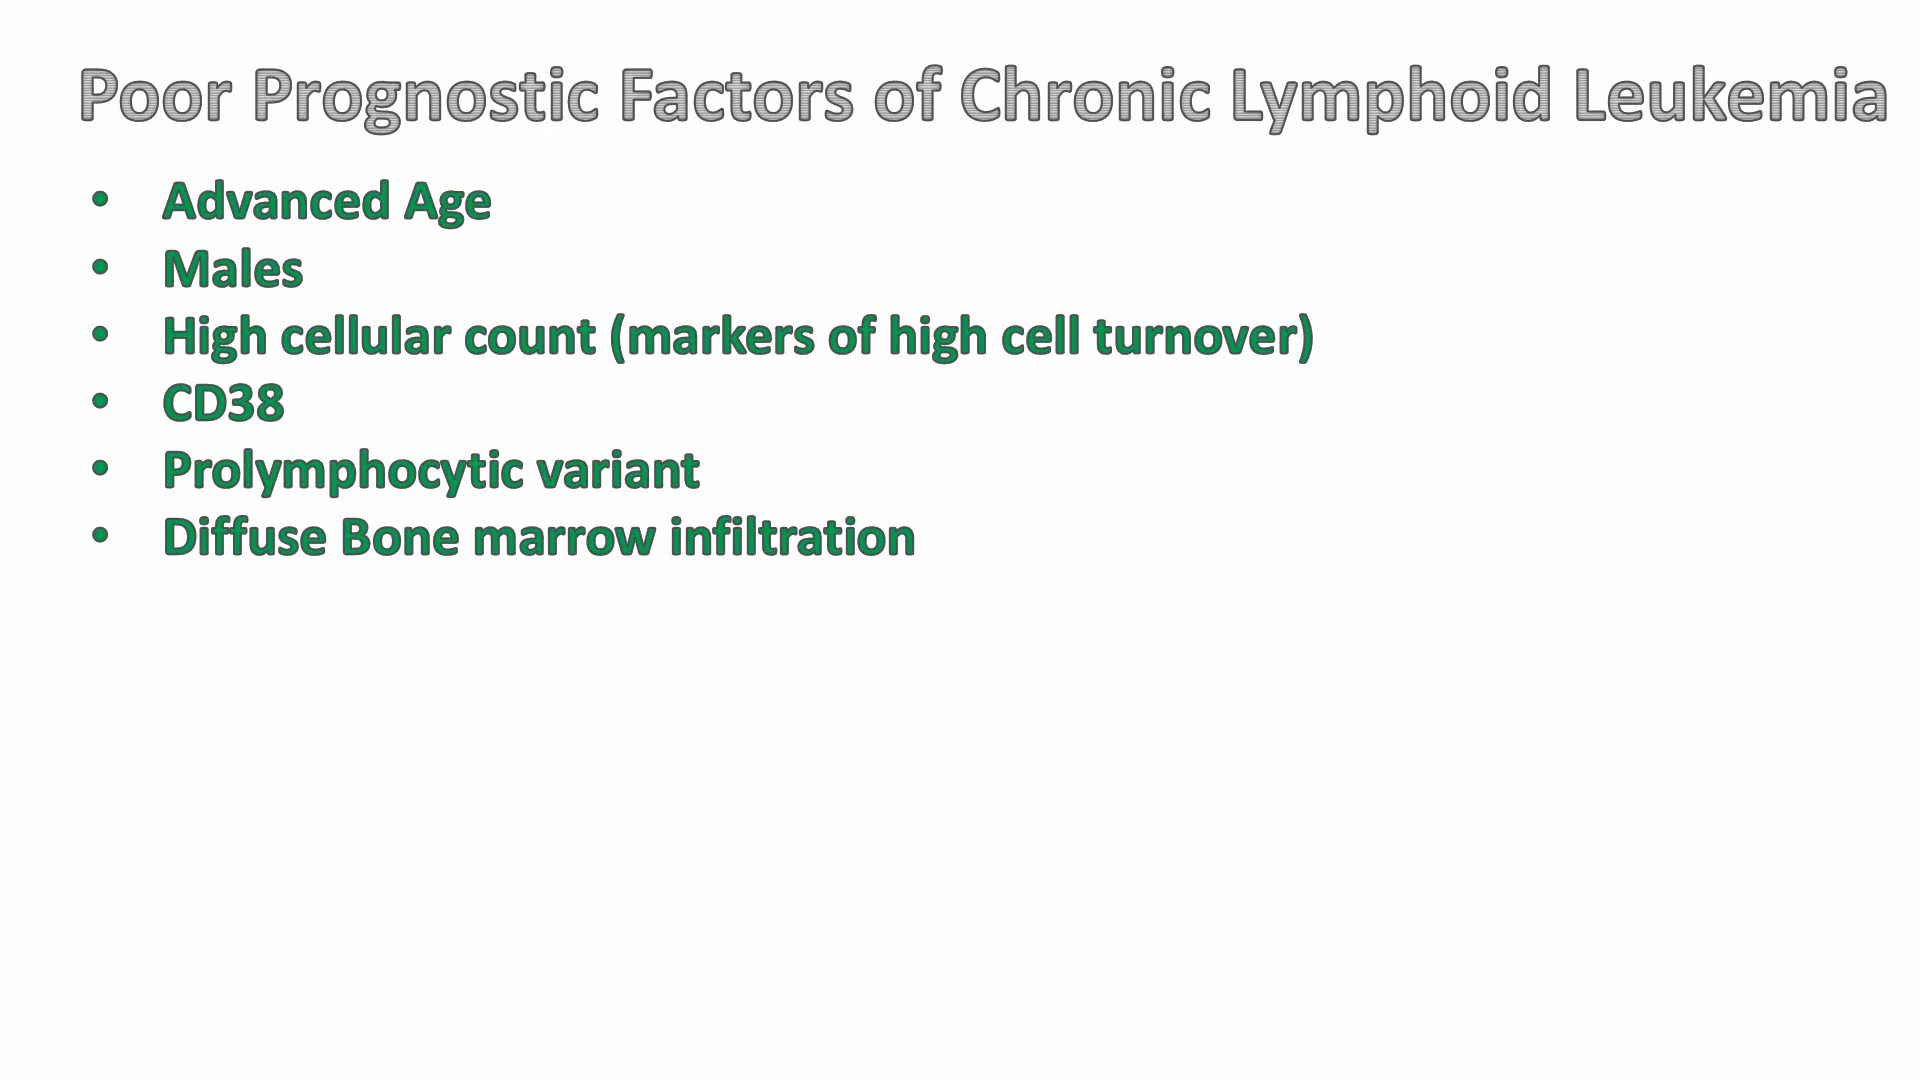 Poor Prognostic Factors of Chronic Lymphoid Leukemia
• Advanced Age
• Males
• High cellular count (markers of high cell turnover)
• CD38
• Prolymphocytic variant
• Diffuse Bone marrow infiltration